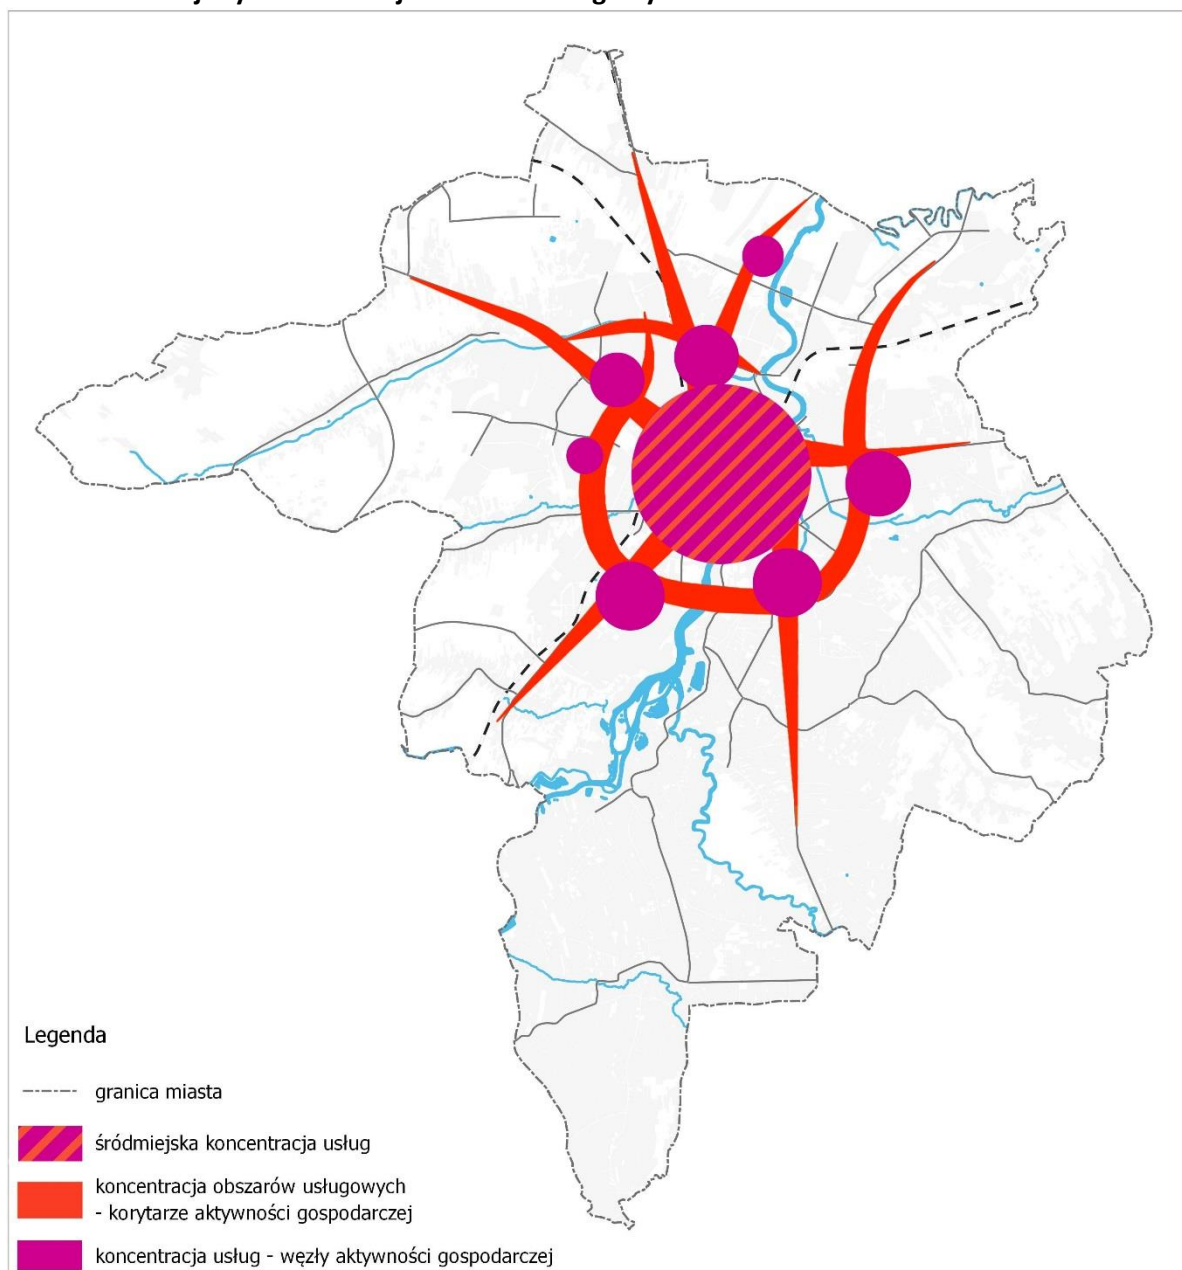 Legenda
granica miasta
śródmiejska koncentracja usług
koncentracja obszarów usługowych
- korytarze aktywności gospodarczej
koncentracja usług - węzły aktywności gospodarczej